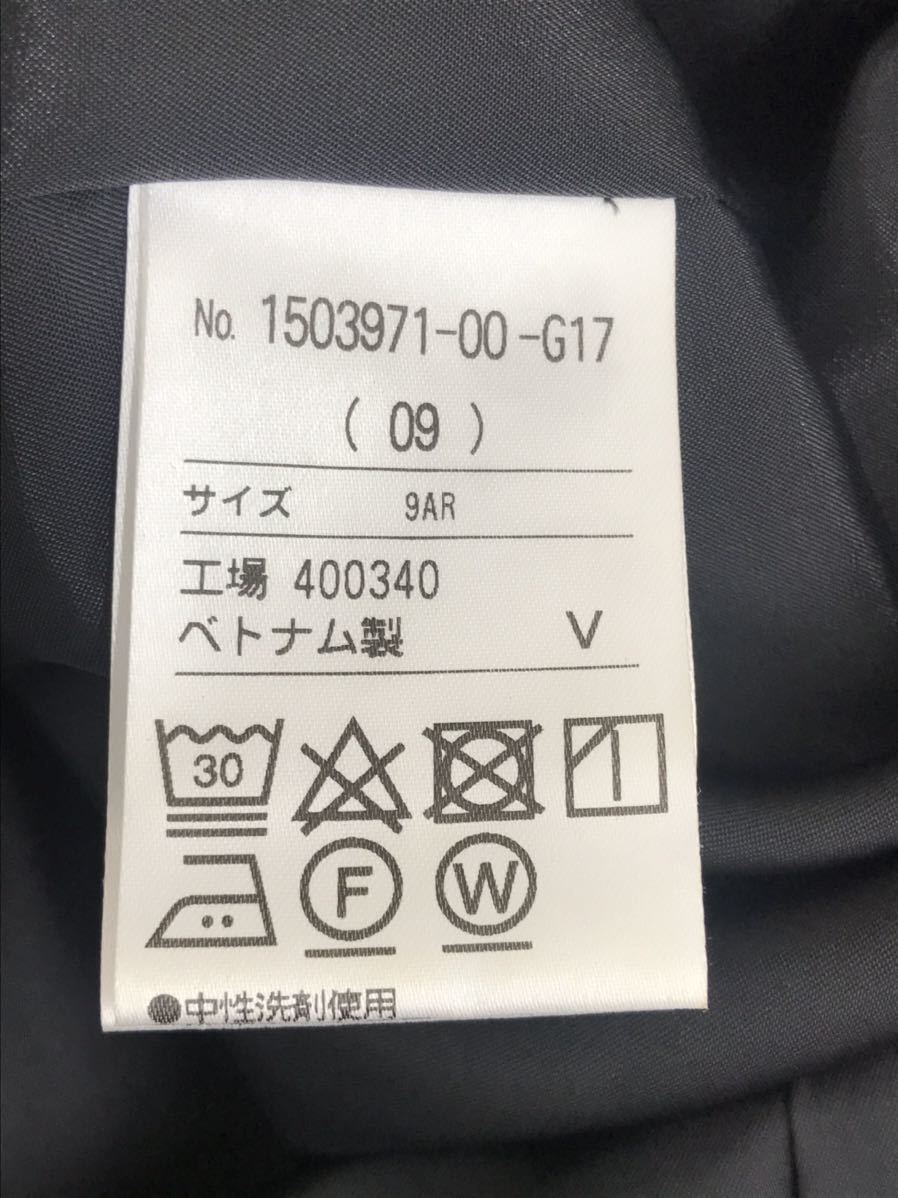 No. 1503971-00-G17
( 09 )
サイズ 9AR
工場 400340
ベトナム製 V
30
F W
●中性洗剤使用